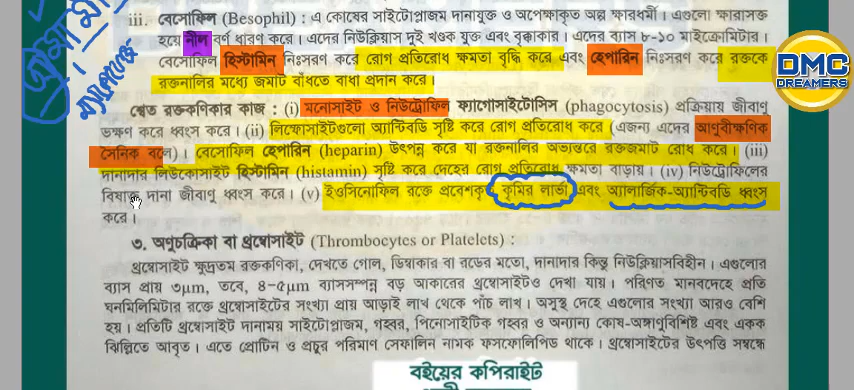 iii. বেসোফিল (Besophil) : এ কোষের সাইটোপ্লাজম দানাযুক্ত ও অপেক্ষাকৃত অল্প ক্ষারধর্মী। এগুলো ক্ষারাসক্ত
হয়ে নীল বর্ণ ধারণ করে। এদের নিউক্লিয়াস দুই খণ্ডক যুক্ত এবং বৃক্কাকার। এদের ব্যাস ৮-১০ মাইক্রোমিটার।
বেসোফিল হিস্টামিন নিঃসরণ করে রোগ প্রতিরোধ ক্ষমতা বৃদ্ধি করে এবং হেপারিন নিঃসরণ করে রক্তকে
রক্তনালির মধ্যে জমাট বাঁধতে বাধা প্রদান করে।
DMC
DREAMERS
শ্বেত রক্তকণিকার কাজ : (i) মনোসাইট ও নিউট্রোফিল ফ্যাগোসাইটোসিস (phagocytosis) প্রক্রিয়ায় জীবাণু
ভক্ষণ করে ধ্বংস করে। (ii) লিম্ফোসাইটগুলো অ্যান্টিবডি সৃষ্টি করে রোগ প্রতিরোধ করে (এজন্য এদের আণুবীক্ষণিক
সৈনিক বলে)। বেসোফিল হেপারিন (heparin) উৎপন্ন করে যা রক্তনালির অভ্যন্তরে রক্তজমাট রোধ করে। (iii)
দানাদার লিউকোসাইট হিস্টামিন (histamin) সৃষ্টি করে দেহের রোগ প্রতিরোধ ক্ষমতা বাড়ায়। (iv) নিউট্রোফিলের
বিষাক্ত দানা জীবাণু ধ্বংস করে। (v) ইওসিনোফিল রক্তে প্রবেশকৃত কৃমির লার্ভা এবং অ্যালার্জিক-অ্যান্টিবডি ধ্বংস
করে।
৩. অণুচক্রিকা বা থ্রম্বোসাইট (Thrombocytes or Platelets) :
থ্রম্বোসাইট ক্ষুদ্রতম রক্তকণিকা, দেখতে গোল, ডিম্বাকার বা রডের মতো, দানাদার কিন্তু নিউক্লিয়াসবিহীন। এগুলোর
ব্যাস প্রায় ৩μm, তবে, ৪-৫μm ব্যাসসম্পন্ন বড় আকারের থ্রম্বোসাইটও দেখা যায়। পরিণত মানবদেহে প্রতি
ঘনমিলিমিটার রক্তে থ্রম্বোসাইটের সংখ্যা প্রায় আড়াই লাখ থেকে পাঁচ লাখ। অসুস্থ দেহে এগুলোর সংখ্যা আরও বেশি
হয়। প্রতিটি থ্রম্বোসাইট দানাময় সাইটোপ্লাজম, গহ্বর, পিনোসাইটিক গহ্বর ও অন্যান্য কোষ-অঙ্গাণুবিশিষ্ট এবং একক
ঝিল্লিতে আবৃত। এতে প্রোটিন ও প্রচুর পরিমাণ সেফালিন নামক ফসফোলিপিড থাকে। থ্রম্বোসাইটের উৎপত্তি সম্বন্ধে
বইয়ের কপিরাইট